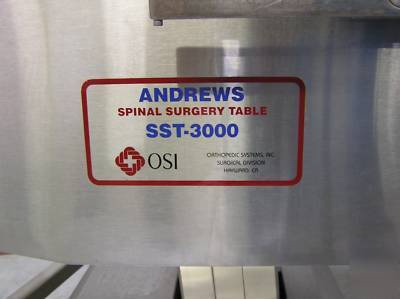 ANDREWS
SPINAL SURGERY TABLE
SST-3000
OSI
ORTHOPEDIC SYSTEMS, INC.
SURGICAL DIVISION
HAYWARD, CA